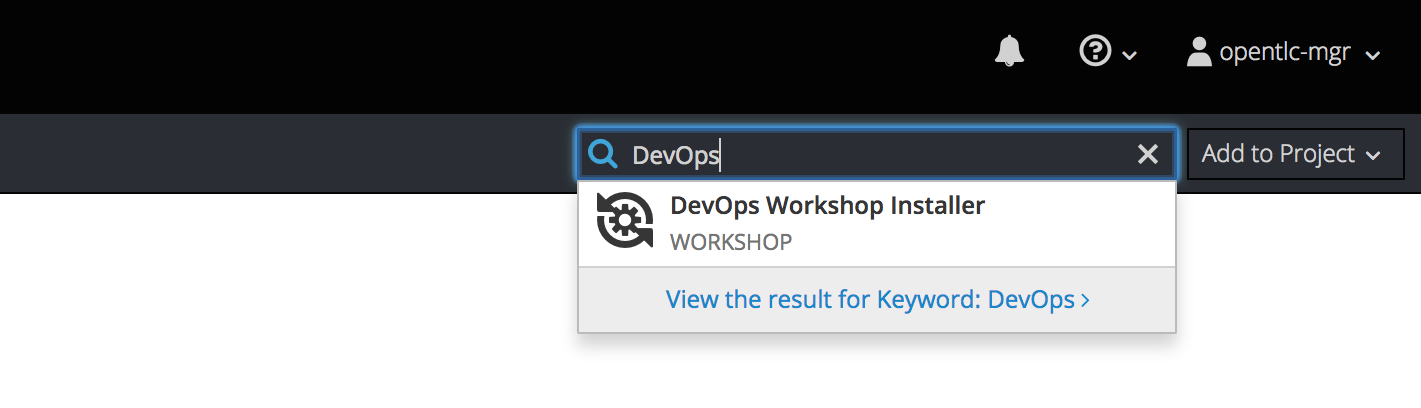 opentlc-mgr
DevOps
Add to Project
DevOps Workshop Installer
WORKSHOP
View the result for Keyword: DevOps